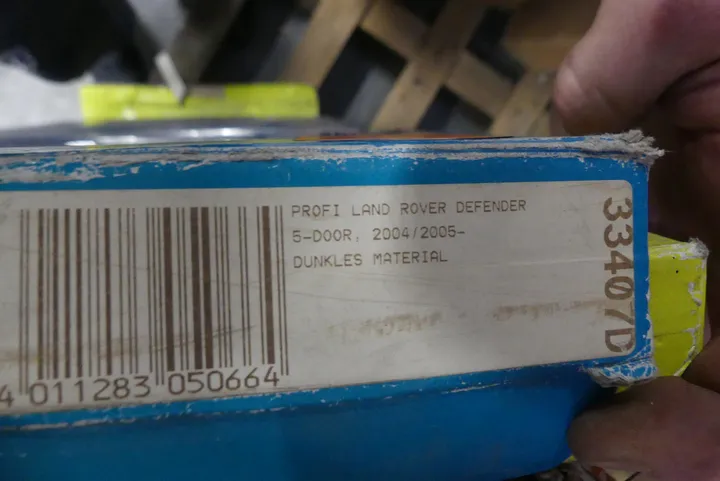 PROFI LAND ROVER DEFENDER
5-DOOR, 2004/2005-
DUNKLES MATERIAL
33407D
4 011283 050664